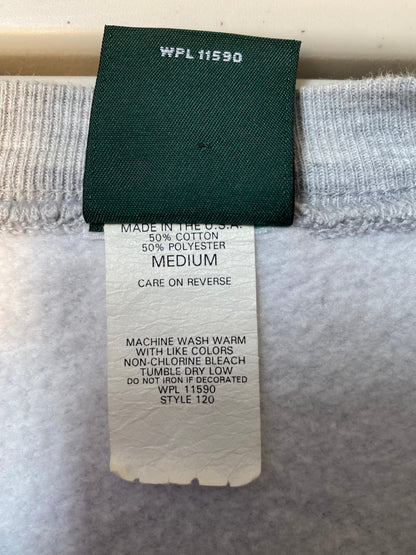 WPL 11590
MADE IN THE U.S.A.
50% COTTON
50% POLYESTER
MEDIUM
CARE ON REVERSE
MACHINE WASH WARM
WITH LIKE COLORS
NON-CHLORINE BLEACH
TUMBLE DRY LOW
DO NOT IRON IF DECORATED
WPL 11590
STYLE 120